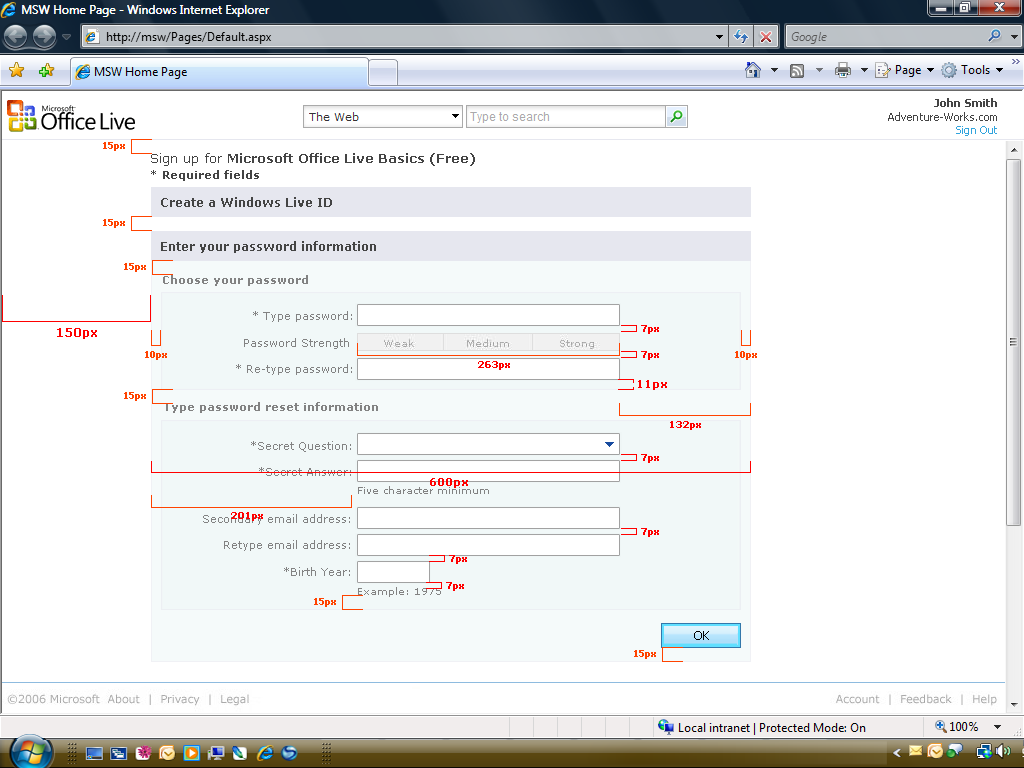 MSW Home Page - Windows Internet Explorer
http://msw/Pages/Default.aspx
Google
MSW Home Page
Page
Tools
Microsoft
Office Live
The Web
Type to search
John Smith
Adventure-Works.com
Sign Out
15px
Sign up for Microsoft Office Live Basics (Free)
* Required fields
Create a Windows Live ID
15px
Enter your password information
15px
Choose your password
* Type password:
7px
150px
Password Strength
Weak Medium Strong
10px
7px
10px
263px
* Re-type password:
11px
15px
Type password reset information
132px
*Secret Question:
7px
*Secret Answer:
600px
Five character minimum
201px
Secondary email address:
7px
Retype email address:
7px
*Birth Year:
7px
Example: 1975
15px
OK
15px
©2006 Microsoft About | Privacy | Legal
Account | Feedback | Help
Local intranet | Protected Mode: On
100%